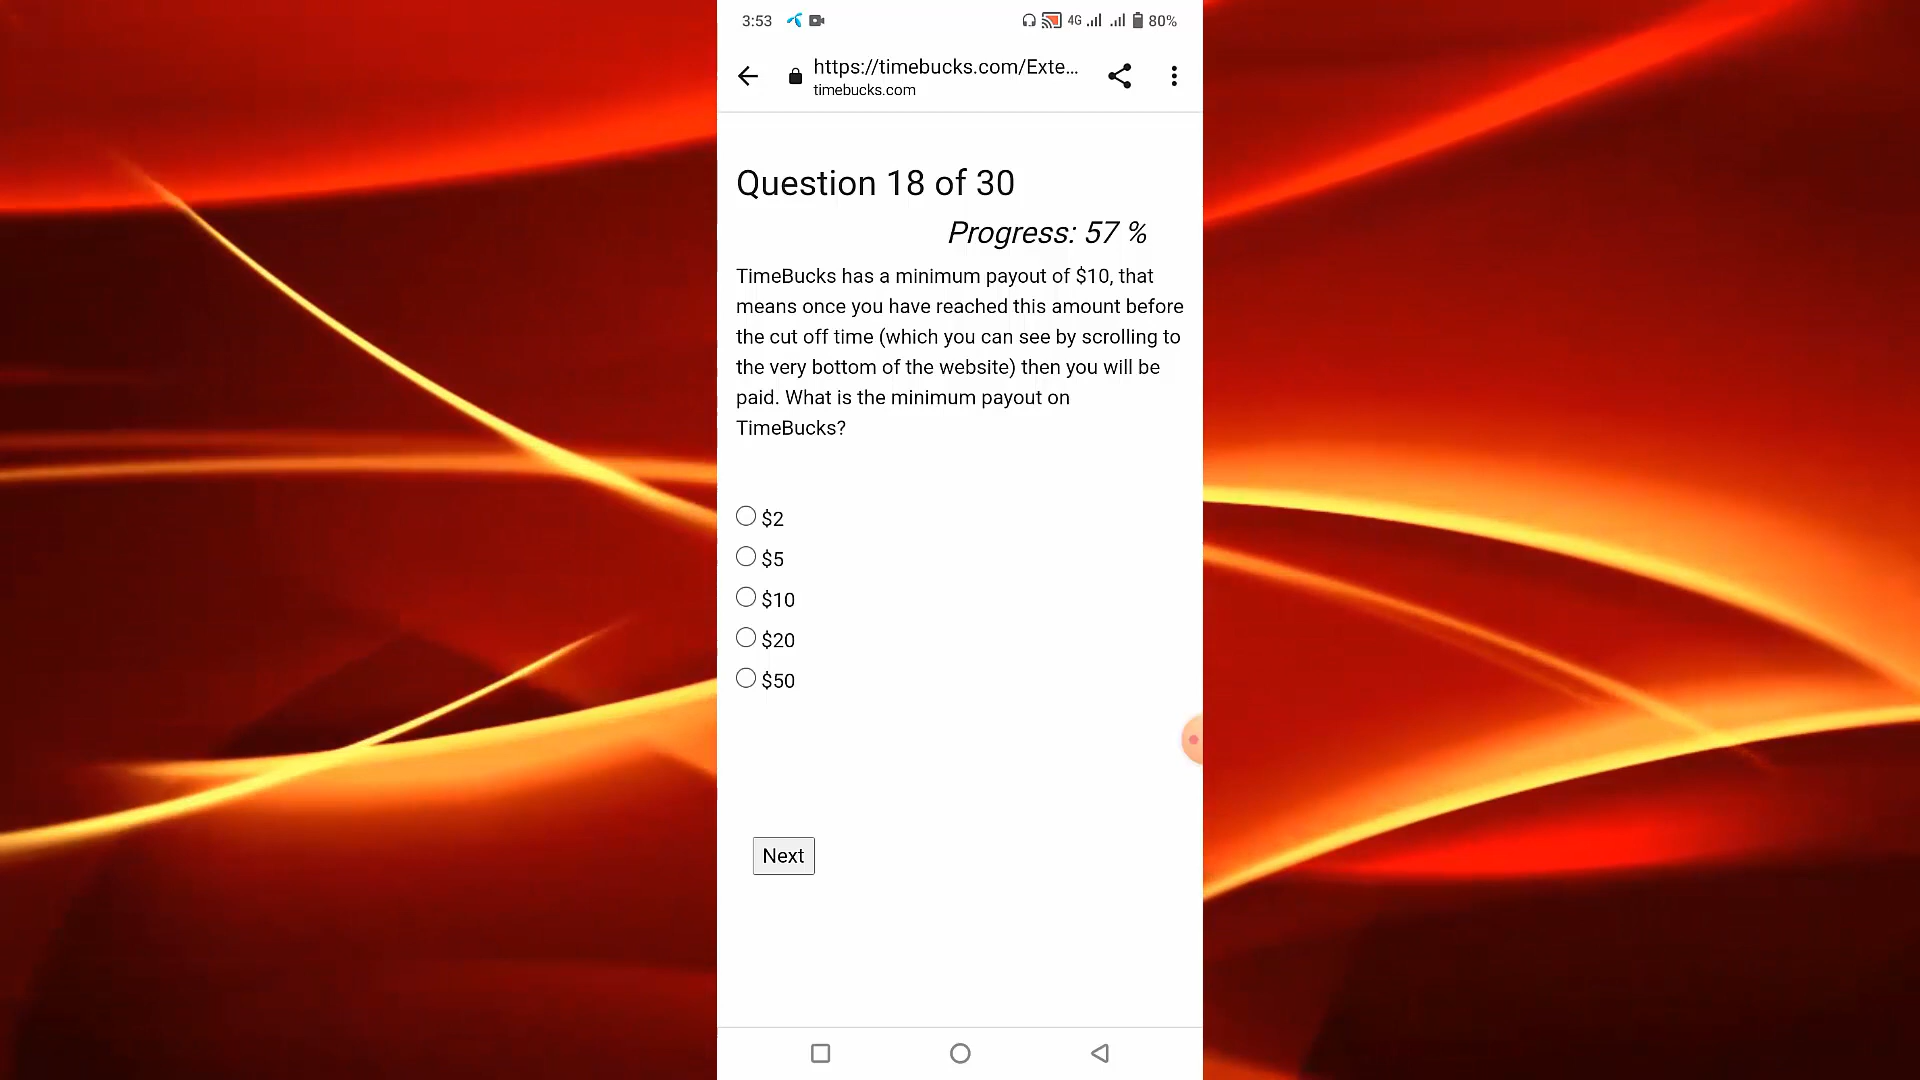 3:53 4G 80%
https://timebucks.com/Exte...
timebucks.com
Question 18 of 30
Progress: 57 %
TimeBucks has a minimum payout of $10, that
means once you have reached this amount before
the cut off time (which you can see by scrolling to
the very bottom of the website) then you will be
paid. What is the minimum payout on
TimeBucks?
$2
$5
$10
$20
$50
Next